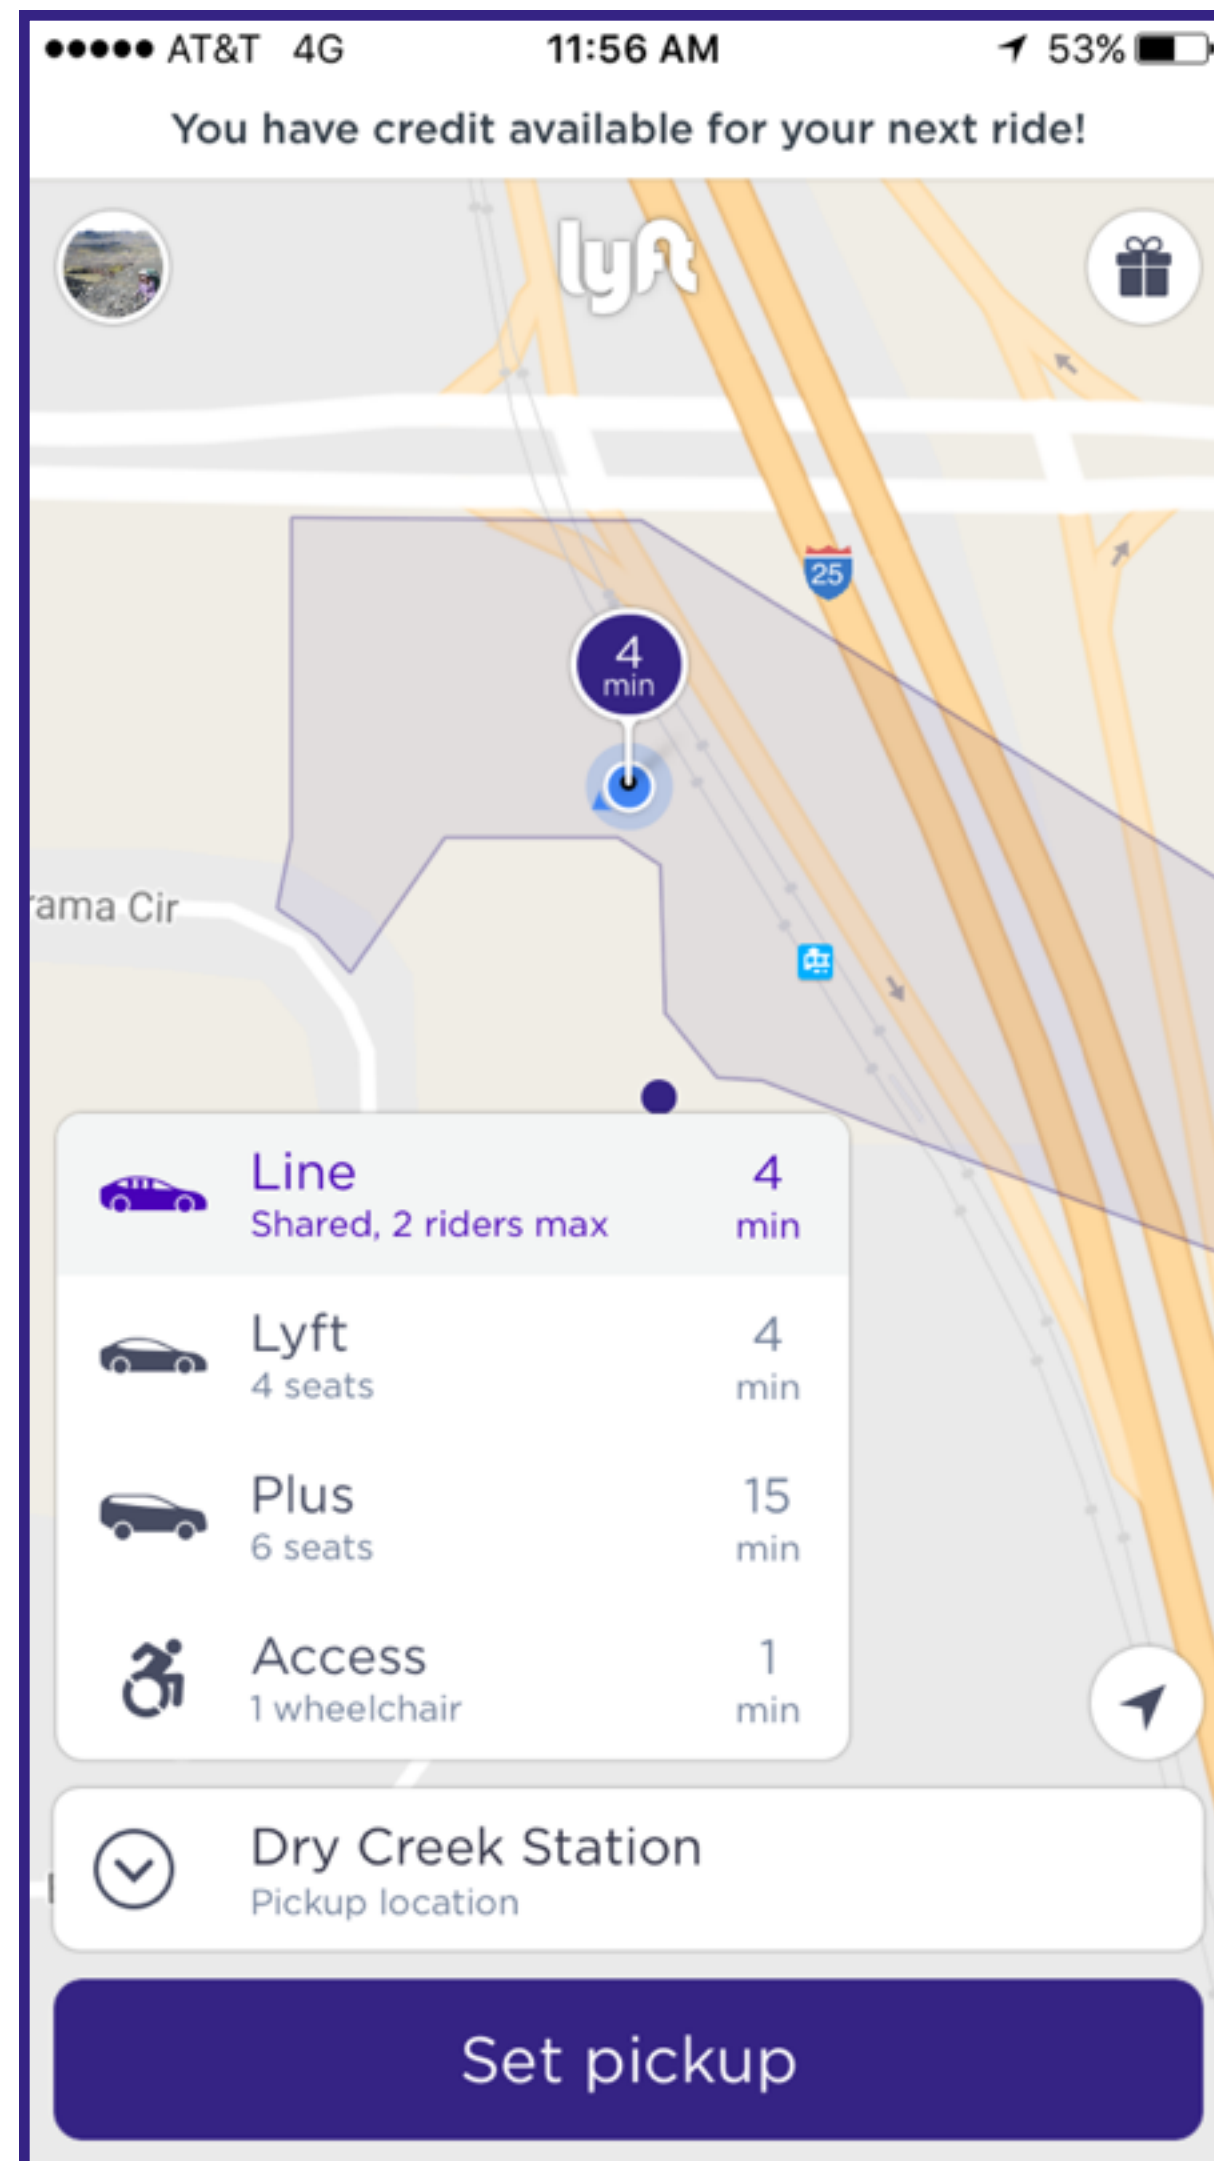 AT&T 4G 11:56 AM 53%
You have credit available for your next ride!
lyft
25
4
min
rama Cir
Line 4
Shared, 2 riders max min
Lyft 4
4 seats min
Plus 15
6 seats min
Access 1
1 wheelchair min
Dry Creek Station
Pickup location
Set pickup